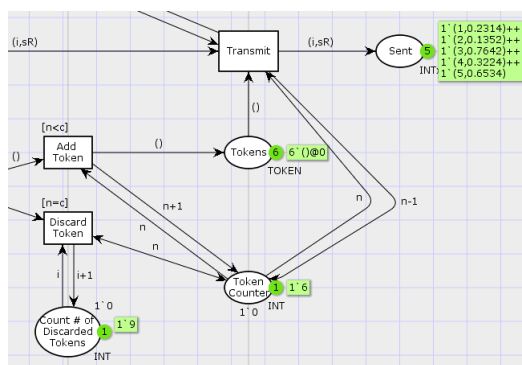 (i,sR)
Transmit
(i,sR)
Sent
5
1`(1,0.2314)++
1`(2,0.1352)++
1`(3,0.7642)++
1`(4,0.3224)++
1`(5,0.6534)
()
[n<c]
Add
Token
()
()
Tokens
6
6`()@0
TOKEN
n+1
n
n
n-1
[n=c]
Discard
Token
n
i
i+1
Token
Counter
1
1`6
1`0
INT
1`0
Count # of
Discarded
Tokens
1
1`9
INT